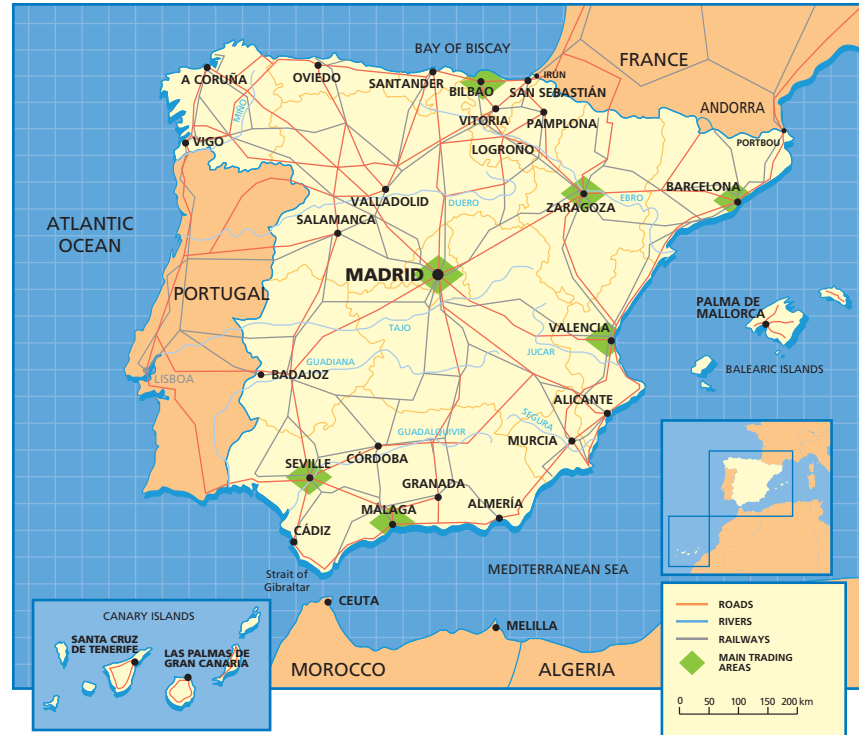 BAY OF BISCAY
FRANCE
A CORUÑA
OVIEDO
SANTANDER
BILBAO
IRÚN
SAN SEBASTIÁN
ANDORRA
MIÑO
VITORIA
PAMPLONA
PORTBOU
VIGO
LOGROÑO
BARCELONA
VALLADOLID
DUERO
ZARAGOZA
EBRO
ATLANTIC
OCEAN
SALAMANCA
MADRID
PORTUGAL
PALMA DE
MALLORCA
TAJO
VALENCIA
JUCAR
GUADIANA
LISBOA
BADAJOZ
BALEARIC ISLANDS
ALICANTE
SEGURA
GUADALQUIVIR
MURCIA
SEVILLE
CÓRDOBA
GRANADA
MÁLAGA
ALMERÍA
CÁDIZ
Strait of
Gibraltar
MEDITERRANEAN SEA
CEUTA
MELILLA
MOROCCO
ALGERIA
CANARY ISLANDS
SANTA CRUZ
DE TENERIFE
LAS PALMAS DE
GRAN CANARIA
ROADS
RIVERS
RAILWAYS
MAIN TRADING
AREAS
0 50 100 150 200 km